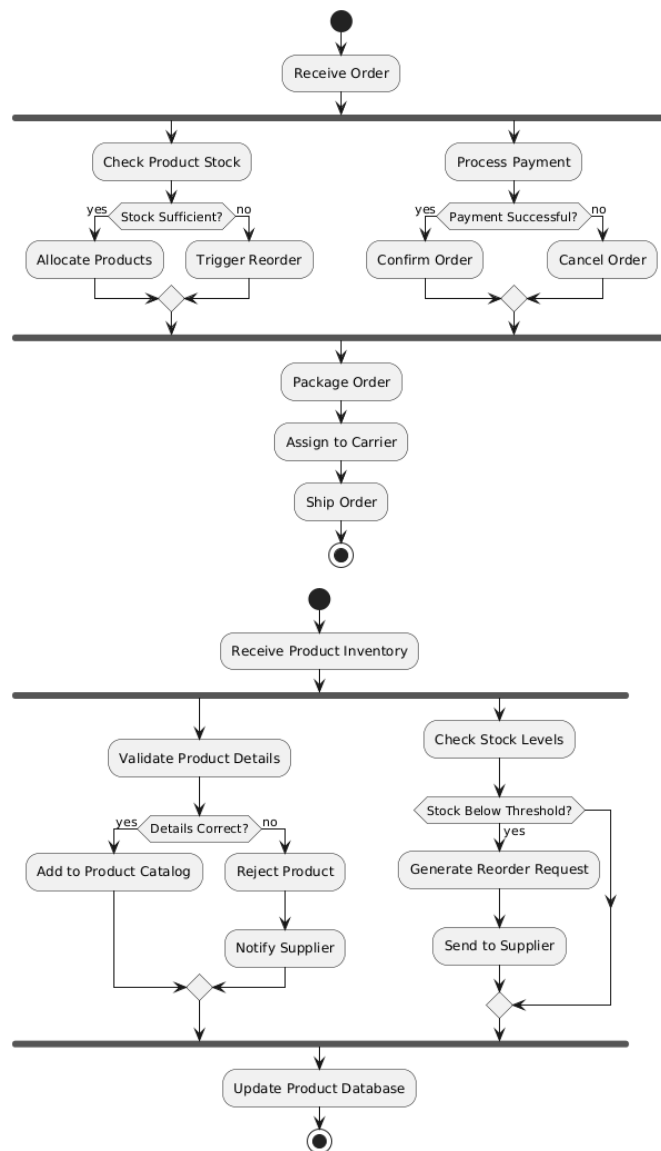 Receive Order
Check Product Stock
Process Payment
yes
Stock Sufficient?
no
yes
Payment Successful?
no
Allocate Products
Trigger Reorder
Confirm Order
Cancel Order
Package Order
Assign to Carrier
Ship Order
Receive Product Inventory
Validate Product Details
Check Stock Levels
yes
Details Correct?
no
Stock Below Threshold?
yes
Add to Product Catalog
Reject Product
Generate Reorder Request
Notify Supplier
Send to Supplier
Update Product Database